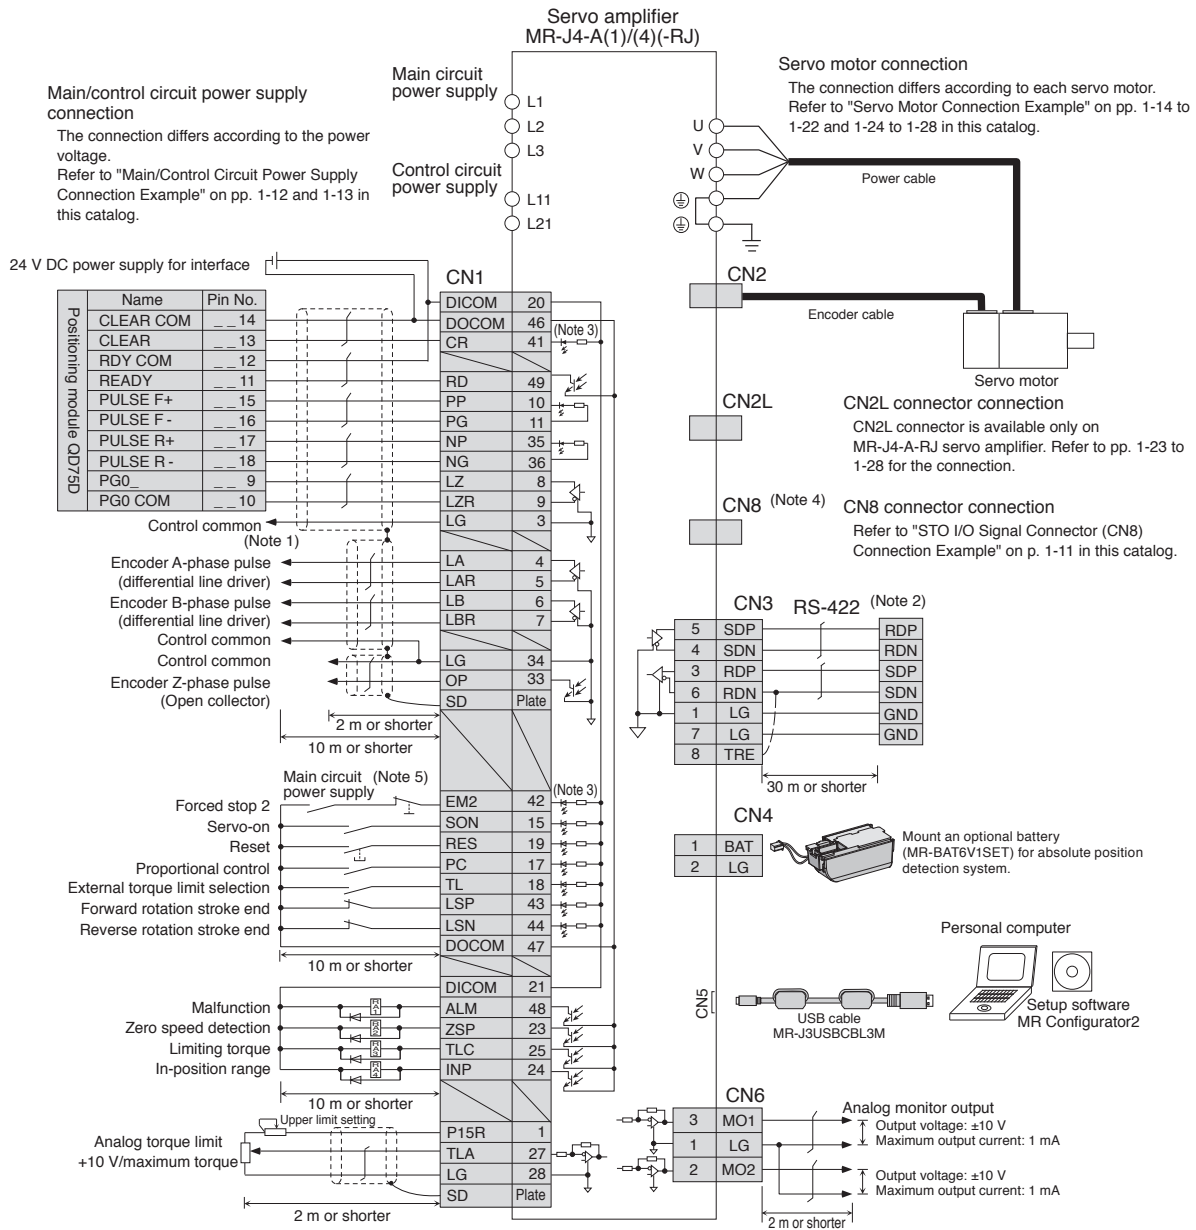 Servo amplifier
MR-J4-A(1)/(4)(-RJ)
Main/control circuit power supply
connection
The connection differs according to the power
voltage.
Refer to "Main/Control Circuit Power Supply
Connection Example" on pp. 1-12 and 1-13 in
this catalog.
Main circuit
power supply
L1
L2
L3
Control circuit
power supply
L11
L21
U
V
W
Servo motor connection
The connection differs according to each servo motor.
Refer to "Servo Motor Connection Example" on pp. 1-14 to
1-22 and 1-24 to 1-28 in this catalog.
Power cable
CN2
Encoder cable
Servo motor
24 V DC power supply for interface
CN1
Positioning module QD75D
Name Pin No.
CLEAR COM _ _ 14
CLEAR _ _ 13
RDY COM _ _ 12
READY _ _ 11
PULSE F+ _ _ 15
PULSE F - _ _ 16
PULSE R+ _ _ 17
PULSE R - _ _ 18
PG0_ _ _ 9
PG0 COM _ _ 10
DICOM 20
DOCOM 46
CR 41
RD 49
PP 10
PG 11
NP 35
NG 36
LZ 8
LZR 9
LG 3
LA 4
LAR 5
LB 6
LBR 7
LG 34
OP 33
SD Plate
(Note 3)
Control common
(Note 1)
Encoder A-phase pulse
(differential line driver)
Encoder B-phase pulse
(differential line driver)
Control common
Control common
Encoder Z-phase pulse
(Open collector)
2 m or shorter
10 m or shorter
CN2L
CN2L connector connection
CN2L connector is available only on
MR-J4-A-RJ servo amplifier. Refer to pp. 1-23 to
1-28 for the connection.
CN8 (Note 4)
CN8 connector connection
Refer to "STO I/O Signal Connector (CN8)
Connection Example" on p. 1-11 in this catalog.
CN3
RS-422 (Note 2)
5 SDP RDP
4 SDN RDN
3 RDP SDP
6 RDN SDN
1 LG GND
7 LG GND
8 TRE
30 m or shorter
Main circuit (Note 5)
power supply
(Note 3)
Forced stop 2 EM2 42
Servo-on SON 15
Reset RES 19
Proportional control PC 17
External torque limit selection TL 18
Forward rotation stroke end LSP 43
Reverse rotation stroke end LSN 44
DOCOM 47
10 m or shorter
CN4
1 BAT
2 LG
Mount an optional battery
(MR-BAT6V1SET) for absolute position
detection system.
DICOM 21
Malfunction RA1 ALM 48
Zero speed detection RA2 ZSP 23
Limiting torque RA3 TLC 25
In-position range RA4 INP 24
10 m or shorter
CN5
USB cable
MR-J3USBCBL3M
Personal computer
Setup software
MR Configurator2
Upper limit setting
Analog torque limit
+10 V/maximum torque
P15R 1
TLA 27
LG 28
SD Plate
2 m or shorter
CN6
3 MO1
1 LG
2 MO2
Analog monitor output
Output voltage: ±10 V
Maximum output current: 1 mA
Output voltage: ±10 V
Maximum output current: 1 mA
2 m or shorter